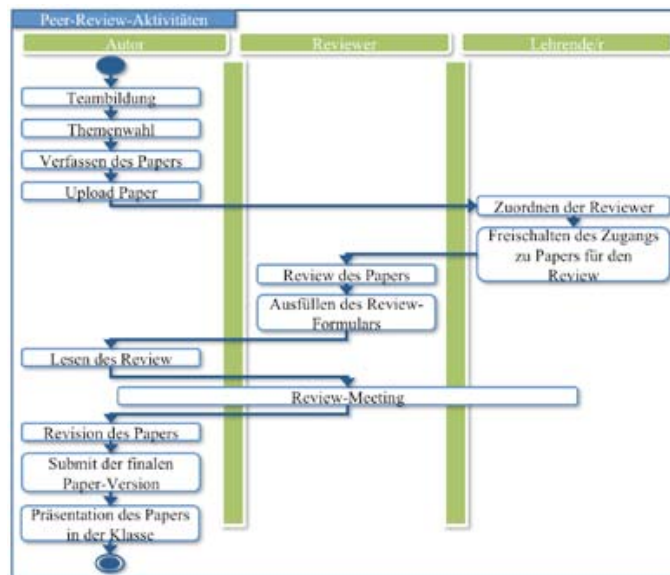 Peer-Review-Aktivitäten
Autor
Reviewer
Lehrende/r
Teambildung
Themenwahl
Verfassen des Papers
Upload Paper
Zuordnen der Reviewer
Freischalten des Zugangs
zu Papers für den
Review
Review des Papers
Ausfüllen des Review-
Formulars
Lesen des Review
Review-Meeting
Revision des Papers
Submit der finalen
Paper-Version
Präsentation des Papers
in der Klasse